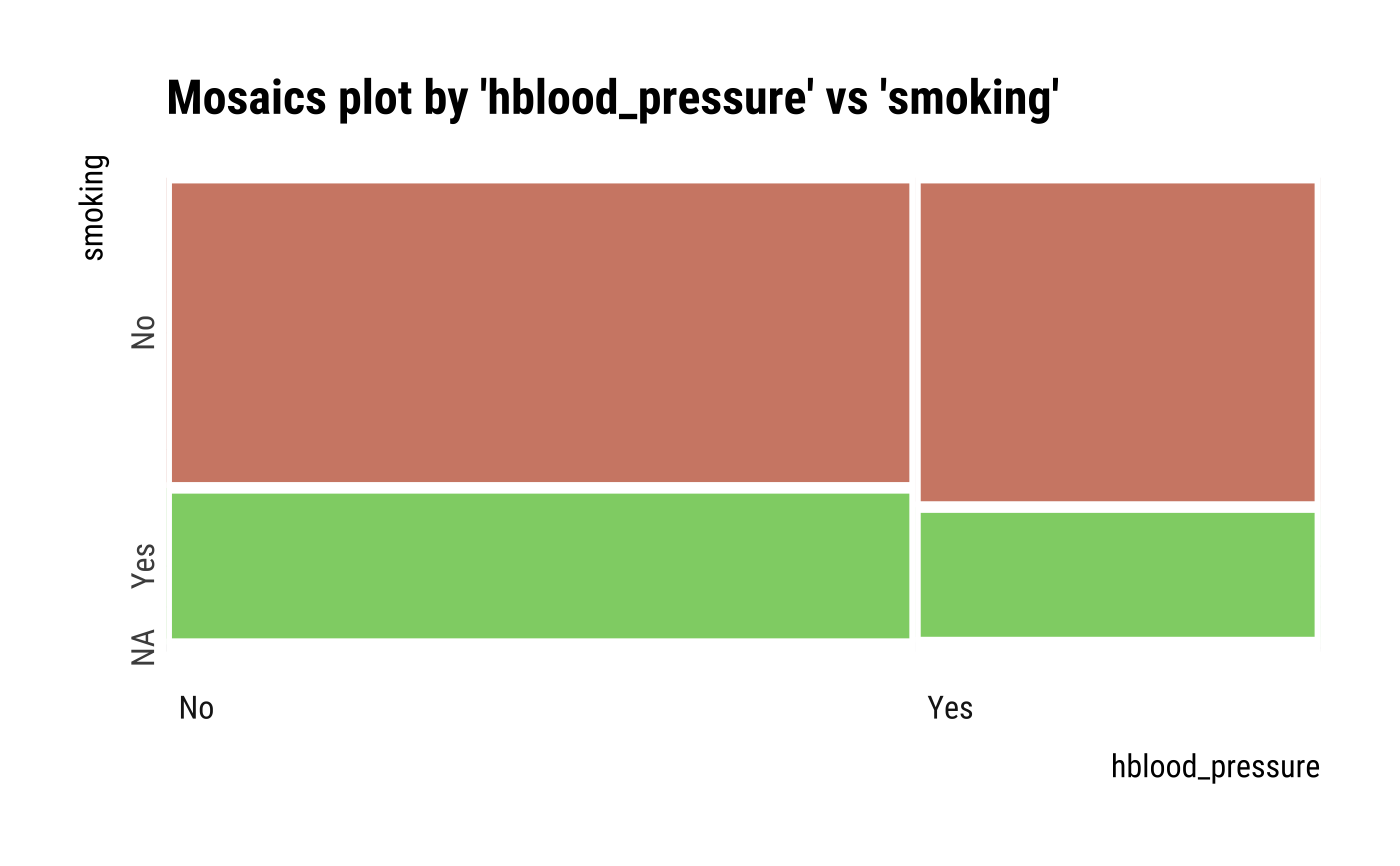 Mosaics plot by 'hblood_pressure' vs 'smoking'
smoking
No
Yes
NA
No Yes
hblood_pressure